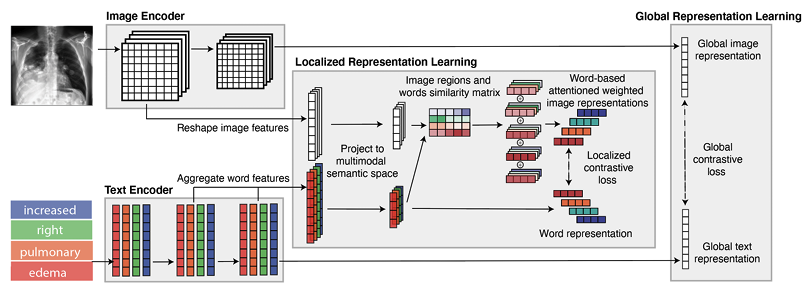 Image Encoder
Global Representation Learning
Global image
representation
Localized Representation Learning
Image regions and
words similarity matrix
Word-based
attentioned weighted
image representations
Reshape image features
Project to
multimodal
semantic space
Localized
contrastive
loss
Global
contrastive
loss
Aggregate word features
Text Encoder
increased
right
pulmonary
edema
Word representation
Global text
representation